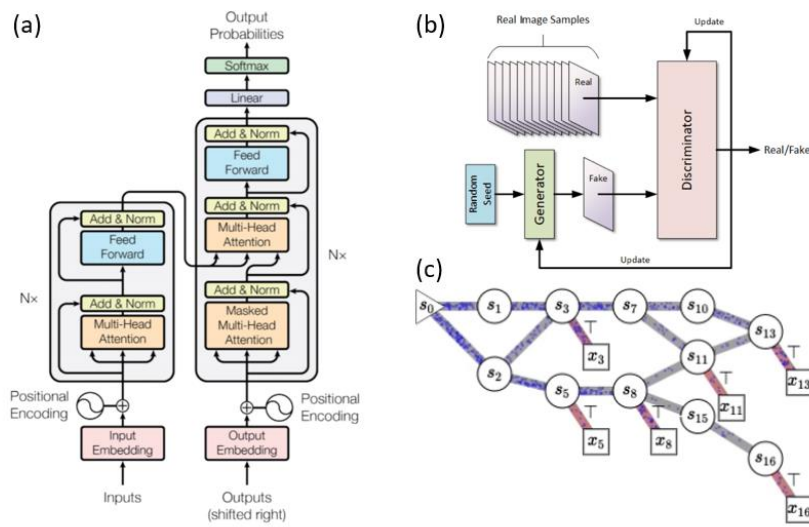 (a)
Output
Probabilities
Softmax
Linear
Add & Norm
Feed
Forward
Add & Norm
Multi-Head
Attention
Add & Norm
Masked
Multi-Head
Attention
Nx
Add & Norm
Feed
Forward
Nx
Add & Norm
Multi-Head
Attention
Positional
Encoding
Positional
Encoding
Input
Embedding
Output
Embedding
Inputs
Outputs
(shifted right)
(b)
Real Image Samples
Update
Real
Discriminator
Real/Fake
Random
Seed
Generator
Fake
Update
(c)
s₀
s₁
s₃
s₇
s₁₀
s₁₃
⊤
x₃
s₂
s₁₁
⊤
x₁₃
s₅
s₈
⊤
x₁₁
⊤
x₅
⊤
x₈
s₁₅
s₁₆
⊤
x₁₆